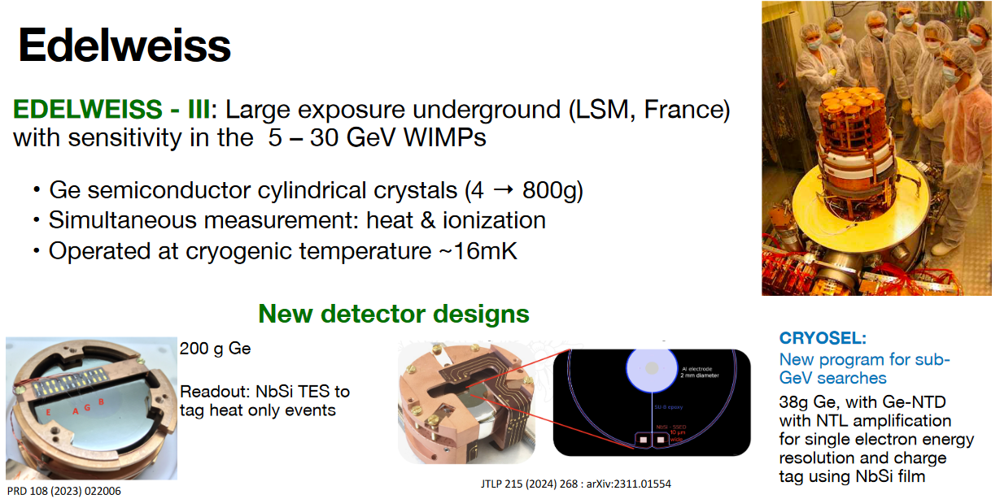 Edelweiss
EDELWEISS - III: Large exposure underground (LSM, France)
with sensitivity in the 5 – 30 GeV WIMPs
• Ge semiconductor cylindrical crystals (4 → 800g)
• Simultaneous measurement: heat & ionization
• Operated at cryogenic temperature ~16mK
New detector designs
200 g Ge
Readout: NbSi TES to
tag heat only events
E A G B
PRD 108 (2023) 022006
Al electrode
2 mm diameter
SU-8 epoxy
NbSi - SSED
10 µm
wide
JTLP 215 (2024) 268 : arXiv:2311.01554
CRYOSEL:
New program for sub-
GeV searches
38g Ge, with Ge-NTD
with NTL amplification
for single electron energy
resolution and charge
tag using NbSi film